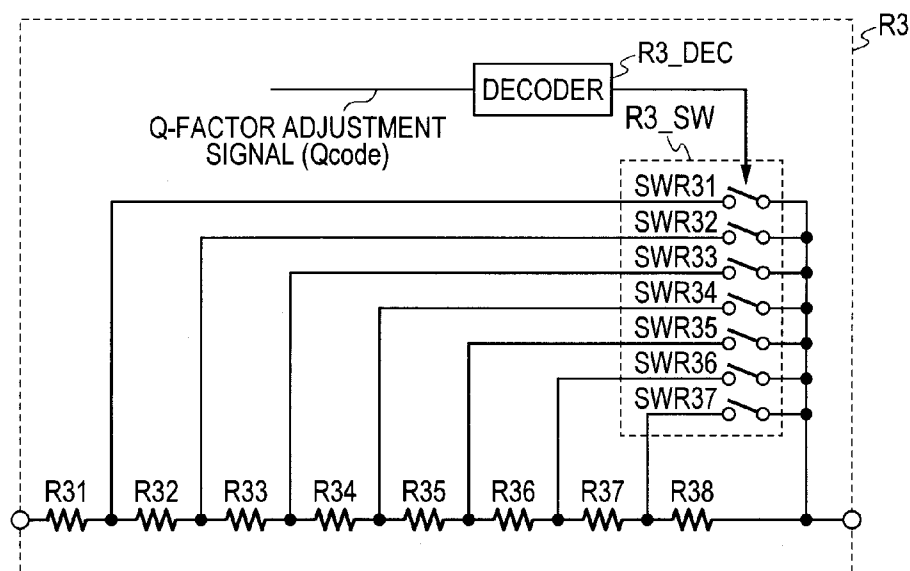 R3
R3_DEC
DECODER
Q-FACTOR ADJUSTMENT
SIGNAL (Qcode)
R3_SW
SWR31
SWR32
SWR33
SWR34
SWR35
SWR36
SWR37
R31 R32 R33 R34 R35 R36 R37 R38